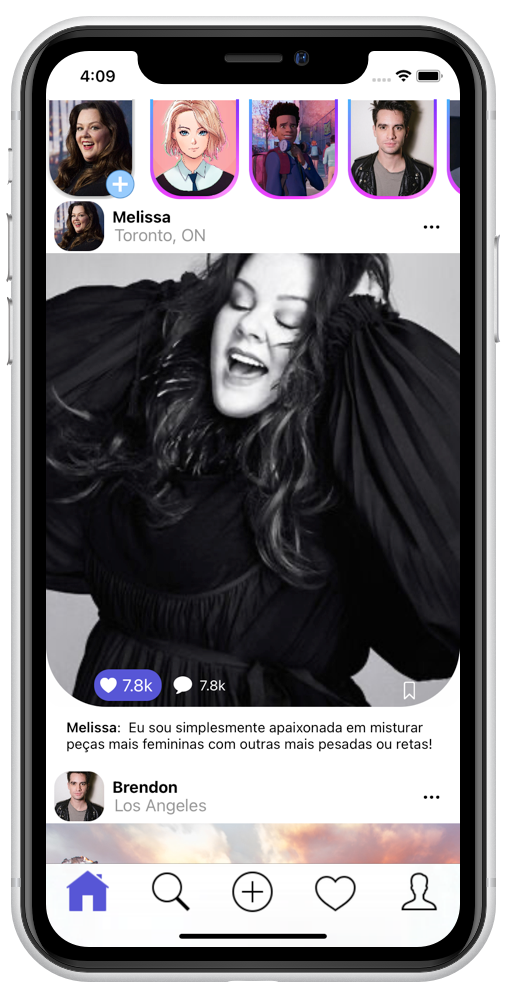 4:09
Melissa
Toronto, ON
7.8k
7.8k
Melissa: Eu sou simplesmente apaixonada em misturar
peças mais femininas com outras mais pesadas ou retas!
Brendon
Los Angeles